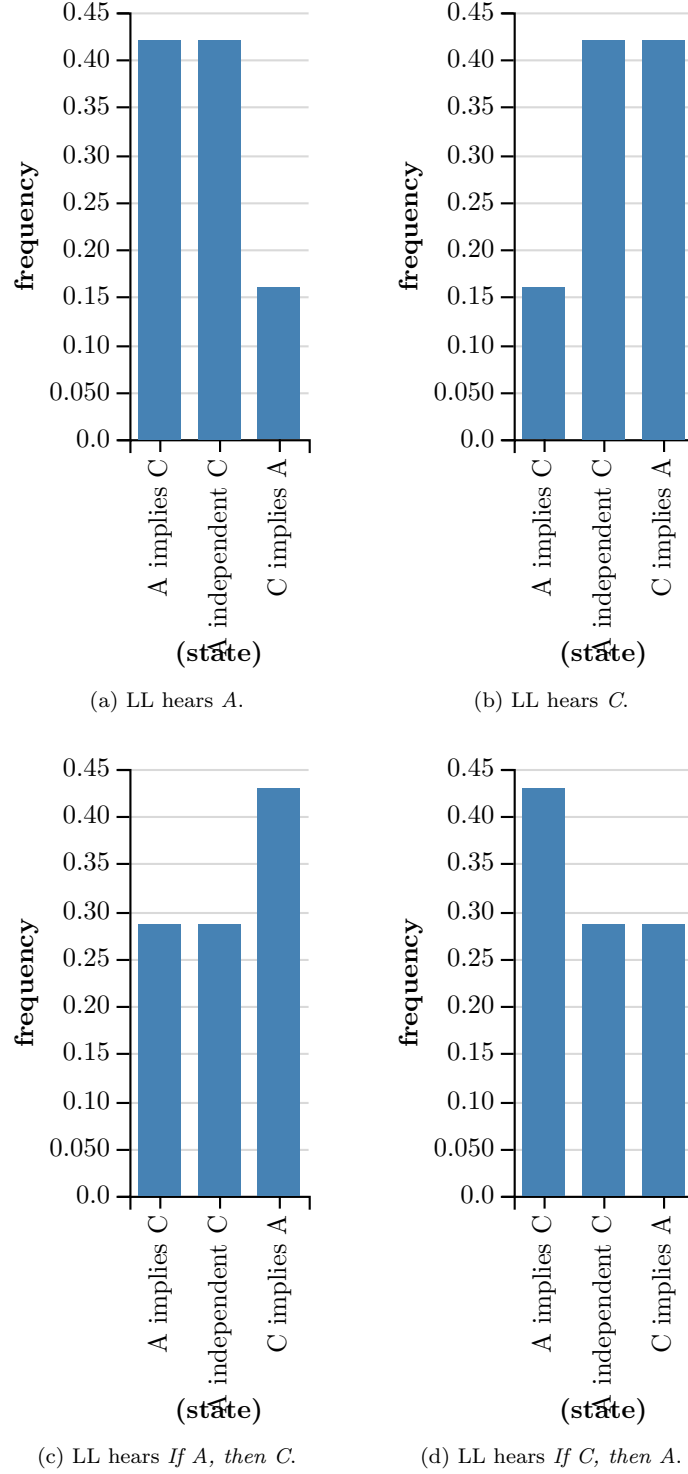 0.45
0.40
0.35
0.30
0.25
0.20
0.15
0.10
0.050
0.0
frequency
A implies C
A independent C
C implies A
(state)
(a) LL hears A.
0.45
0.40
0.35
0.30
0.25
0.20
0.15
0.10
0.050
0.0
frequency
A implies C
A independent C
C implies A
(state)
(b) LL hears C.
0.45
0.40
0.35
0.30
0.25
0.20
0.15
0.10
0.050
0.0
frequency
A implies C
A independent C
C implies A
(state)
(c) LL hears If A, then C.
0.45
0.40
0.35
0.30
0.25
0.20
0.15
0.10
0.050
0.0
frequency
A implies C
A independent C
C implies A
(state)
(d) LL hears If C, then A.